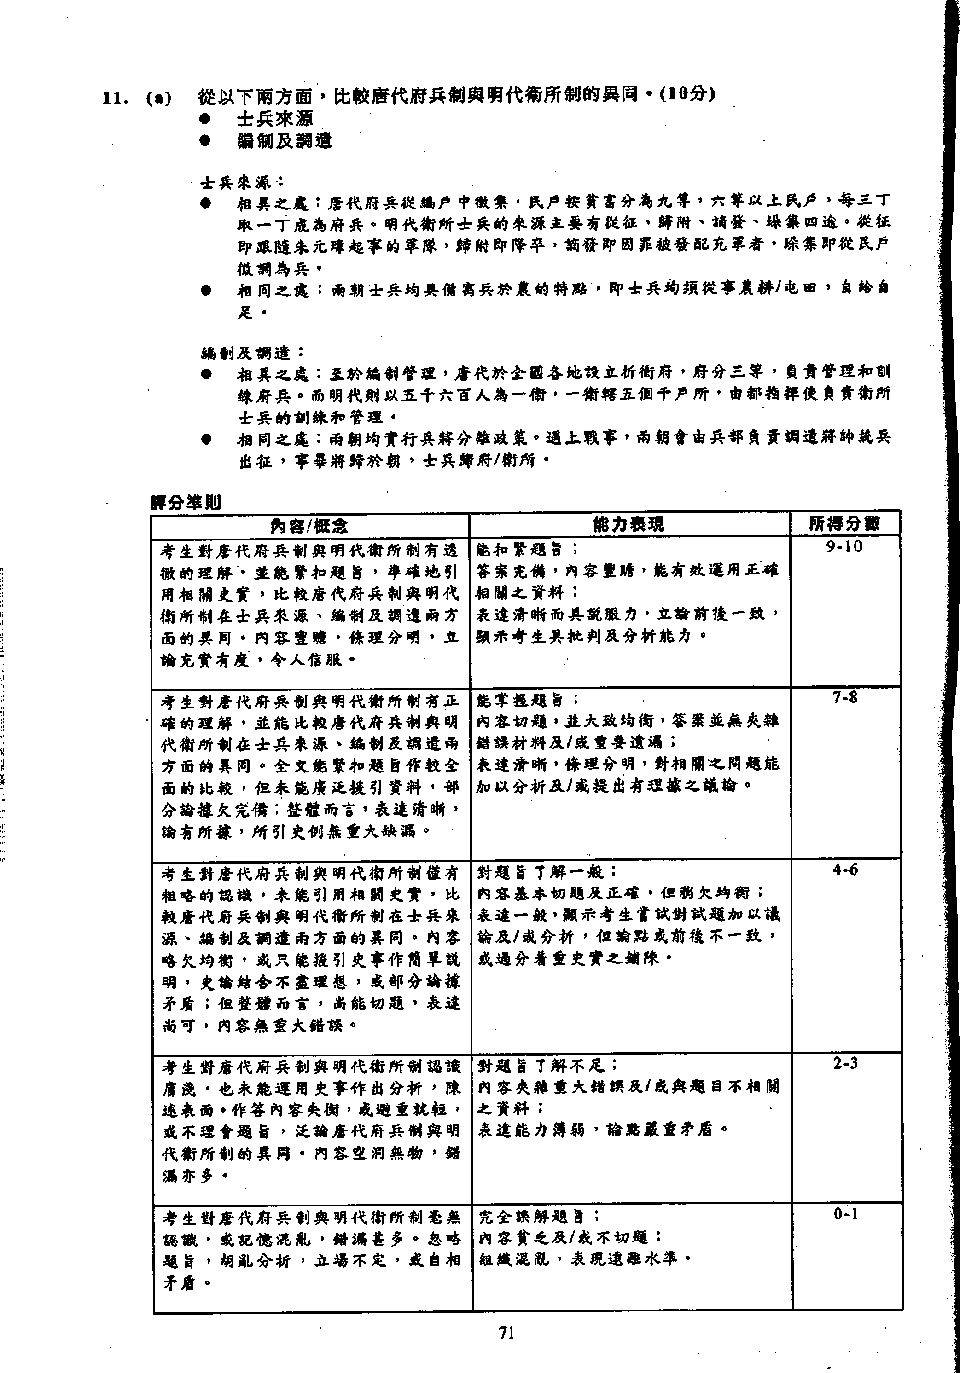 11. (a) 從以下兩方面，比較唐代府兵制與明代衞所制的異同。(10分)
● 士兵來源
● 編制及調遣
士兵來源：
● 相異之處：唐代府兵從編戶中徵集，民戶按貧富分為九等，六等以上民戶，每三丁
取一丁成為府兵。明代衞所士兵的來源主要有從征、歸附、謫發、垛集四途。從征
即跟隨朱元璋起事的軍隊，歸附即降卒，謫發即因罪被發配充軍者，垛集即從民戶
徵調為兵。
● 相同之處：兩朝士兵均具備寓兵於農的特點，即士兵均須從事農耕/屯田，自給自
足。
編制及調遣：
● 相異之處：至於編制管理，唐代於全國各地設立折衝府，府分三等，負責管理和訓
練府兵。而明代則以五千六百人為一衞，一衞轄五個千戶所，由都指揮使負責衞所
士兵的訓練和管理。
● 相同之處：兩朝均實行兵將分離政策。遇上戰事，兩朝會由兵部負責調遣將帥統兵
出征，事畢將歸於朝，士兵歸府/衞所。
評分準則
內容/概念 能力表現 所得分數
考生對唐代府兵制與明代衞所制有透
徹的理解，並能緊扣題旨，準確地引
用相關史實，比較唐代府兵制與明代
衞所制在士兵來源、編制及調遣兩方
面的異同。內容豐贍，條理分明，立
論充實有度，令人信服。
能扣緊題旨；
答案完備，內容豐贍，能有效運用正確
相關之資料；
表達清晰而具說服力，立論前後一致，
顯示考生具批判及分析能力。
9-10
考生對唐代府兵制與明代衞所制有正
確的理解，並能比較唐代府兵制與明
代衞所制在士兵來源、編制及調遣兩
方面的異同。全文能緊扣題旨作較全
面的比較，但未能廣泛援引資料，部
分論據欠完備；整體而言，表達清晰，
論有所據，所引史例無重大缺漏。
能掌握題旨；
內容切題，並大致均衡，答案並無夾雜
錯誤材料及/或重要遺漏；
表達清晰，條理分明，對相關之問題能
加以分析及/或提出有理據之議論。
7-8
考生對唐代府兵制與明代衞所制僅有
粗略的認識，未能引用相關史實，比
較唐代府兵制與明代衞所制在士兵來
源、編制及調遣兩方面的異同。內容
略欠均衡，或只能援引史事作簡單說
明，史論結合不盡理想，或部分論據
矛盾；但整體而言，尚能切題，表達
尚可，內容無重大錯誤。
對題旨了解一般；
內容基本切題及正確，但稍欠均衡；
表達一般，顯示考生嘗試對試題加以議
論及/或分析，但論點或前後不一致，
或過分着重史實之鋪陳。
4-6
考生對唐代府兵制與明代衞所制認識
膚淺，也未能運用史事作出分析，陳
述表面。作答內容失衡，或避重就輕，
或不理會題旨，泛論唐代府兵制與明
代衞所制的異同。內容空洞無物，錯
漏亦多。
對題旨了解不足；
內容夾雜重大錯誤及/或與題目不相關
之資料；
表達能力薄弱，論點嚴重矛盾。
2-3
考生對唐代府兵制與明代衞所制毫無
認識，或記憶混亂，錯漏甚多。忽略
題旨，胡亂分析，立場不定，或自相
矛盾。
完全誤解題旨；
內容貧乏及/或不切題；
組織混亂，表現遠離水準。
0-1
71